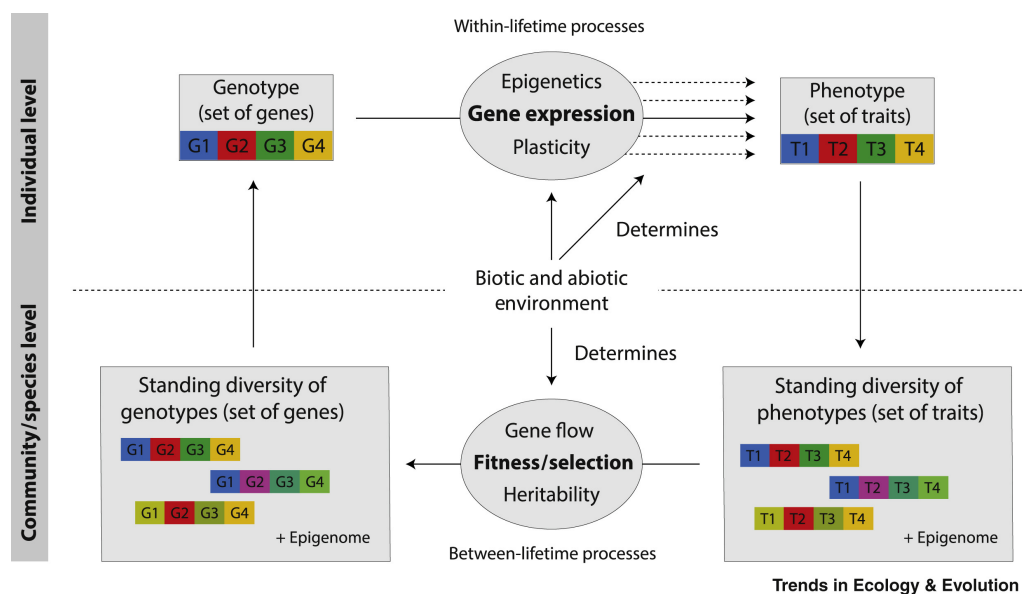 Individual level
Community/species level
Within-lifetime processes
Genotype
(set of genes)
G1 G2 G3 G4
Epigenetics
Gene expression
Plasticity
Phenotype
(set of traits)
T1 T2 T3 T4
Determines
Biotic and abiotic
environment
Determines
Standing diversity of
genotypes (set of genes)
G1 G2 G3 G4
G1 G2 G3 G4
G1 G2 G3 G4
+ Epigenome
Gene flow
Fitness/selection
Heritability
Between-lifetime processes
Standing diversity of
phenotypes (set of traits)
T1 T2 T3 T4
T1 T2 T3 T4
T1 T2 T3 T4
+ Epigenome
Trends in Ecology & Evolution